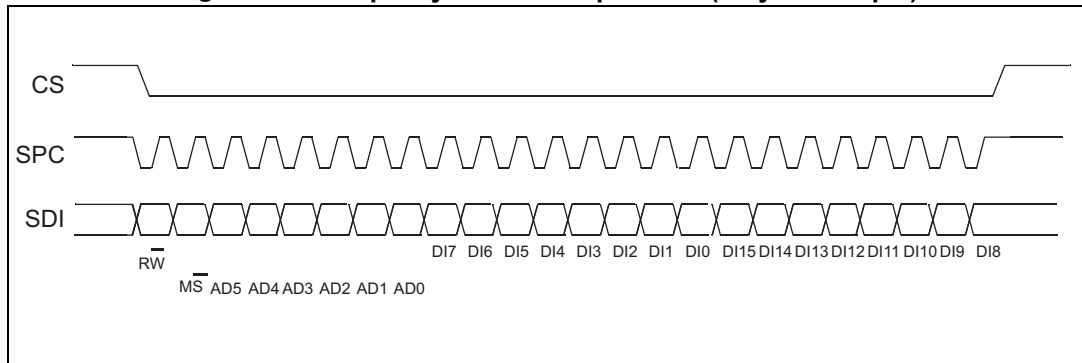 CS
SPC
SDI
RW
DI7 DI6 DI5 DI4 DI3 DI2 DI1 DI0 DI15 DI14 DI13 DI12 DI11 DI10 DI9 DI8
MS AD5 AD4 AD3 AD2 AD1 AD0